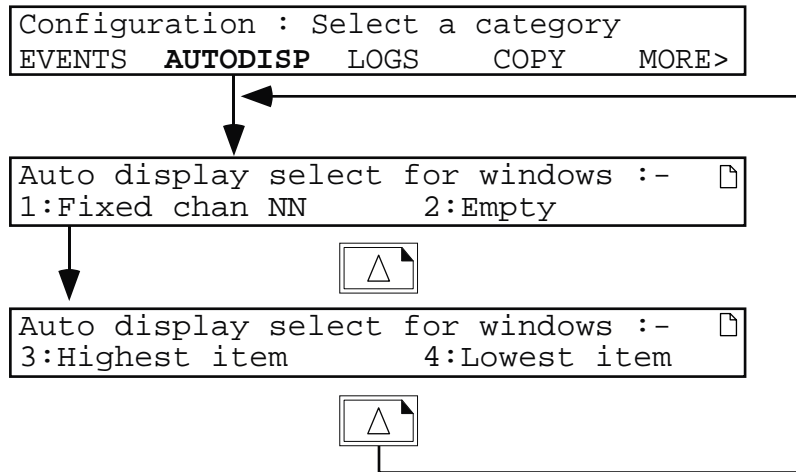 Configuration : Select a category
EVENTS AUTODISP LOGS COPY MORE>
Auto display select for windows :-
1:Fixed chan NN 2:Empty
Auto display select for windows :-
3:Highest item 4:Lowest item